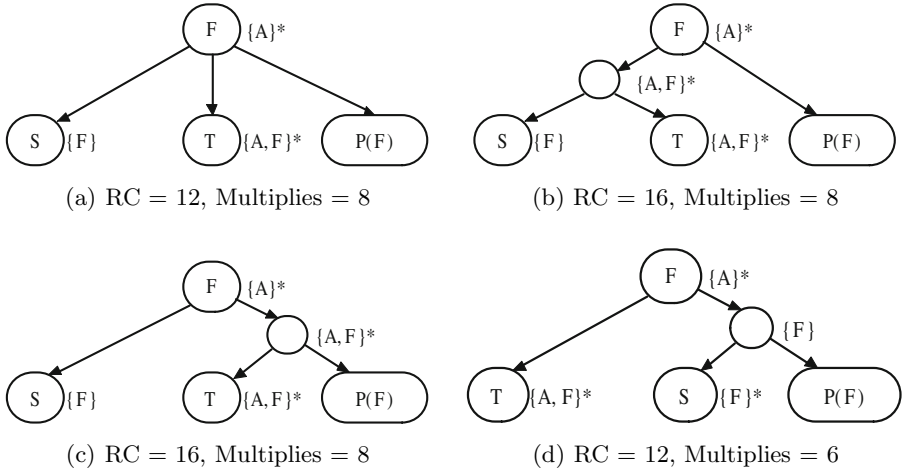 F {A}*
S {F} T {A, F}* P(F)
(a) RC = 12, Multiplies = 8
F {A}*
{A, F}*
S {F} T {A, F}* P(F)
(b) RC = 16, Multiplies = 8
F {A}*
{A, F}*
S {F} T {A, F}* P(F)
(c) RC = 16, Multiplies = 8
F {A}*
{F}
T {A, F}* S {F}* P(F)
(d) RC = 12, Multiplies = 6